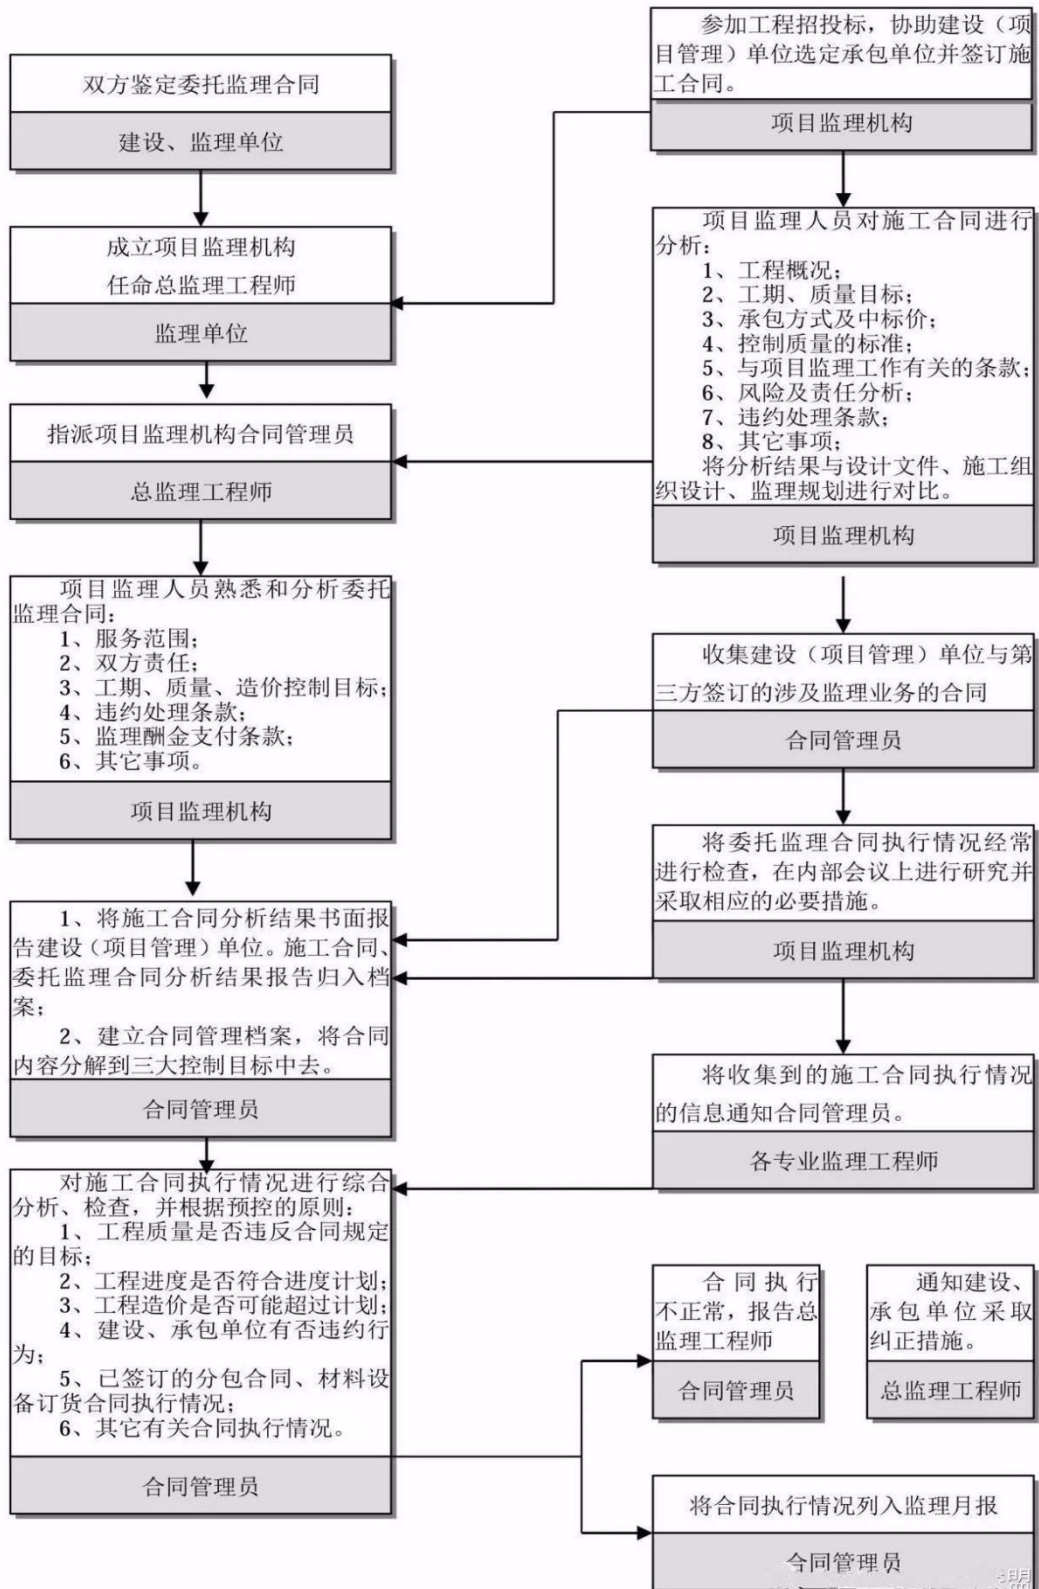 双方鉴定委托监理合同
建设、监理单位
成立项目监理机构
任命总监理工程师
监理单位
指派项目监理机构合同管理员
总监理工程师
项目监理人员熟悉和分析委托
监理合同：
1、服务范围；
2、双方责任；
3、工期、质量、造价控制目标；
4、违约处理条款；
5、监理酬金支付条款；
6、其它事项。
项目监理机构
1、将施工合同分析结果书面报
告建设（项目管理）单位。施工合同、
委托监理合同分析结果报告归入档
案；
2、建立合同管理档案，将合同
内容分解到三大控制目标中去。
合同管理员
对施工合同执行情况进行综合
分析、检查，并根据预控的原则：
1、工程质量是否违反合同规定
的目标；
2、工程进度是否符合进度计划；
3、工程造价是否可能超过计划；
4、建设、承包单位有否违约行
为；
5、已签订的分包合同、材料设
备订货合同执行情况；
6、其它有关合同执行情况。
合同管理员
参加工程招投标，协助建设（项
目管理）单位选定承包单位并签订施
工合同。
项目监理机构
项目监理人员对施工合同进行
分析：
1、工程概况；
2、工期、质量目标；
3、承包方式及中标价；
4、控制质量的标准；
5、与项目监理工作有关的条款；
6、风险及责任分析；
7、违约处理条款；
8、其它事项；
将分析结果与设计文件、施工组
织设计、监理规划进行对比。
项目监理机构
收集建设（项目管理）单位与第
三方签订的涉及监理业务的合同
合同管理员
将委托监理合同执行情况经常
进行检查，在内部会议上进行研究并
采取相应的必要措施。
项目监理机构
将收集到的施工合同执行情况
的信息通知合同管理员。
各专业监理工程师
合同执行
不正常，报告总
监理工程师
合同管理员
通知建设、
承包单位采取
纠正措施。
总监理工程师
将合同执行情况列入监理月报
合同管理员